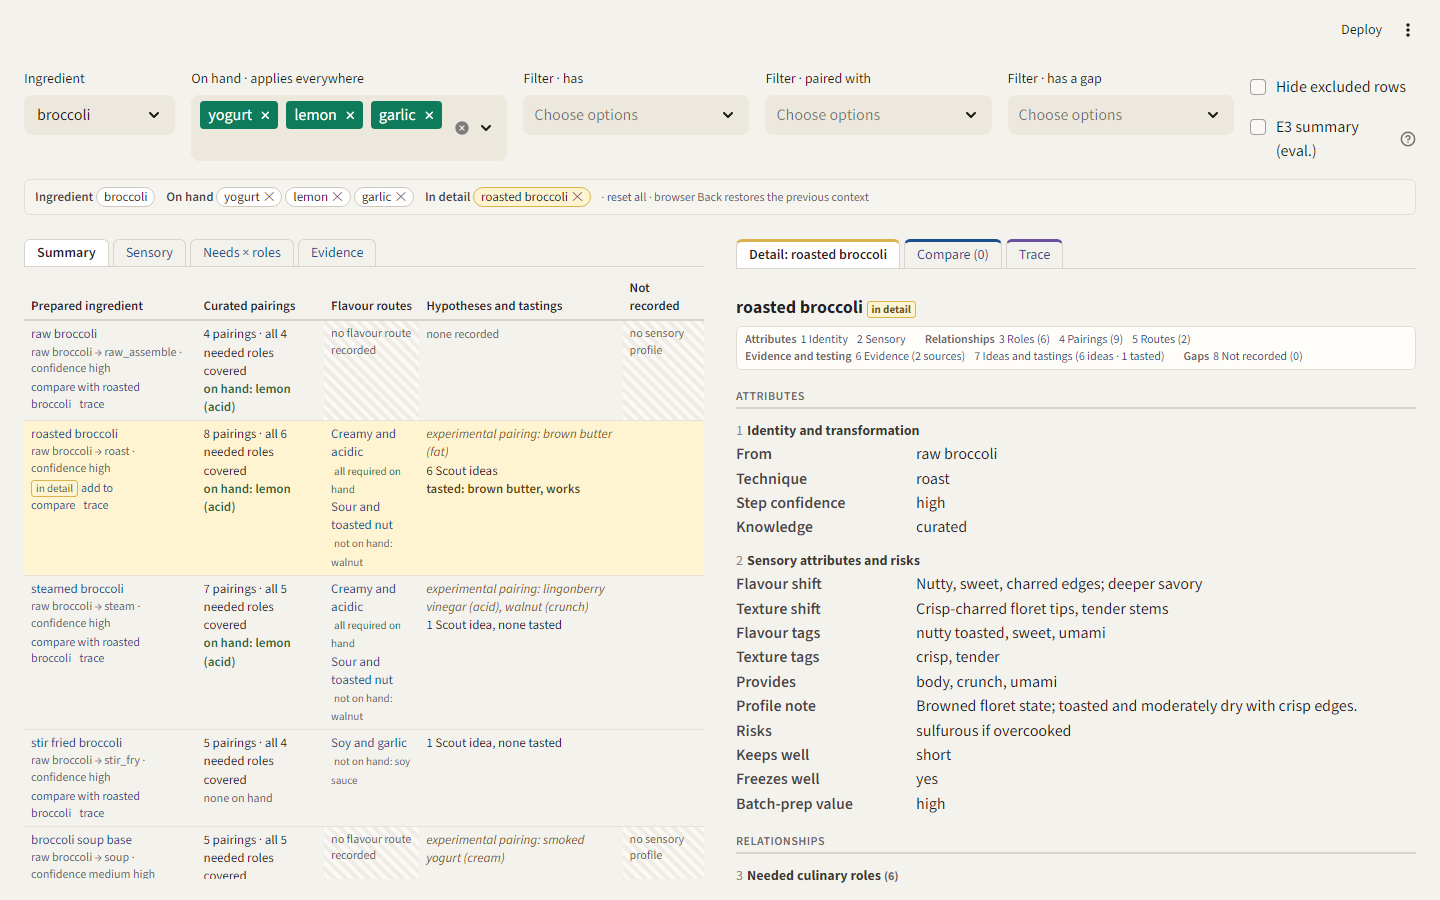 Deploy
Ingredient
On hand · applies everywhere
Filter · has
Filter · paired with
Filter · has a gap
broccoli
yogurt × lemon × garlic ×
Choose options
Choose options
Choose options
Hide excluded rows
E3 summary
(eval.)
Ingredient broccoli On hand yogurt × lemon × garlic × In detail roasted broccoli × · reset all · browser Back restores the previous context
Summary
Sensory
Needs × roles
Evidence
Prepared ingredient
Curated pairings
Flavour routes
Hypotheses and tastings
Not
recorded
raw broccoli
raw broccoli → raw_assemble ·
confidence high
compare with roasted
broccoli trace
4 pairings · all 4
needed roles
covered
on hand: lemon
(acid)
no flavour route
recorded
none recorded
no sensory
profile
roasted broccoli
raw broccoli → roast ·
confidence high
in detail add to
compare trace
8 pairings · all 6
needed roles
covered
on hand: lemon
(acid)
Creamy and
acidic
all required on
hand
Sour and
toasted nut
not on hand:
walnut
experimental pairing: brown butter
(fat)
6 Scout ideas
tasted: brown butter, works
steamed broccoli
raw broccoli → steam ·
confidence high
compare with roasted
broccoli trace
7 pairings · all 5
needed roles
covered
on hand: lemon
(acid)
Creamy and
acidic
all required on
hand
Sour and
toasted nut
not on hand:
walnut
experimental pairing: lingonberry
vinegar (acid), walnut (crunch)
1 Scout idea, none tasted
stir fried broccoli
raw broccoli → stir_fry ·
confidence high
compare with roasted
broccoli trace
5 pairings · all 4
needed roles
covered
none on hand
Soy and garlic
not on hand: soy
sauce
1 Scout idea, none tasted
broccoli soup base
raw broccoli → soup ·
confidence medium high
5 pairings · all 5
needed roles
covered
no flavour route
recorded
experimental pairing: smoked
yogurt (cream)
no sensory
profile
Detail: roasted broccoli
Compare (0)
Trace
roasted broccoli in detail
Attributes 1 Identity 2 Sensory Relationships 3 Roles (6) 4 Pairings (9) 5 Routes (2)
Evidence and testing 6 Evidence (2 sources) 7 Ideas and tastings (6 ideas · 1 tasted) Gaps 8 Not recorded (0)
ATTRIBUTES
1 Identity and transformation
From raw broccoli
Technique roast
Step confidence high
Knowledge curated
2 Sensory attributes and risks
Flavour shift Nutty, sweet, charred edges; deeper savory
Texture shift Crisp-charred floret tips, tender stems
Flavour tags nutty toasted, sweet, umami
Texture tags crisp, tender
Provides body, crunch, umami
Profile note Browned floret state; toasted and moderately dry with crisp edges.
Risks sulfurous if overcooked
Keeps well short
Freezes well yes
Batch-prep value high
RELATIONSHIPS
3 Needed culinary roles (6)